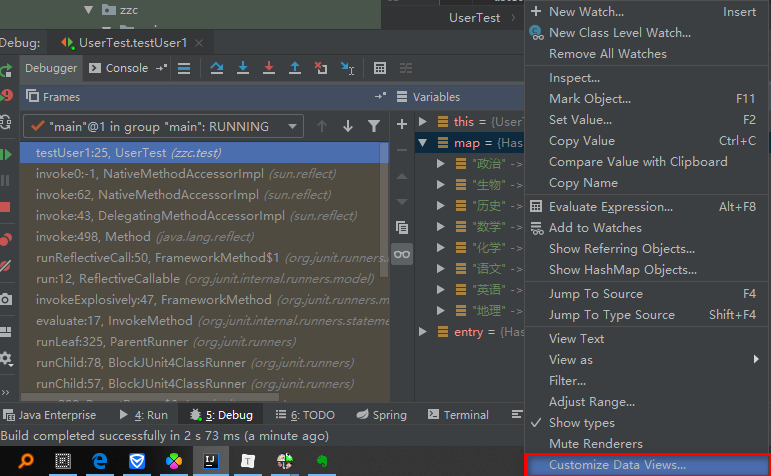 zzc
UserTest
Debug:
UserTest.testUser1
Debugger
Console
Frames
Variables
"main"@1 in group "main": RUNNING
testUser1:25, UserTest (zzc.test)
invoke0:-1, NativeMethodAccessorImpl (sun.reflect)
invoke:62, NativeMethodAccessorImpl (sun.reflect)
invoke:43, DelegatingMethodAccessorImpl (sun.reflect)
invoke:498, Method (java.lang.reflect)
runReflectiveCall:50, FrameworkMethod$1 (org.junit.runners.
run:12, ReflectiveCallable (org.junit.internal.runners.model)
invokeExplosively:47, FrameworkMethod (org.junit.runners.m
evaluate:17, InvokeMethod (org.junit.internal.runners.stateme
runLeaf:325, ParentRunner (org.junit.runners)
runChild:78, BlockJUnit4ClassRunner (org.junit.runners)
runChild:57, BlockJUnit4ClassRunner (org.junit.runners)
this = {User
map = {Has
"政治" ->
"生物" ->
"历史" ->
"数学" ->
"化学" ->
"语文" ->
"英语" ->
"地理" ->
entry = {Has
New Watch... Insert
New Class Level Watch...
Remove All Watches
Inspect...
Mark Object... F11
Set Value... F2
Copy Value Ctrl+C
Compare Value with Clipboard
Copy Name
Evaluate Expression... Alt+F8
Add to Watches
Show Referring Objects...
Show HashMap Objects...
Jump To Source F4
Jump To Type Source Shift+F4
View Text
View as
Filter...
Adjust Range...
Show types
Mute Renderers
Customize Data Views...
Java Enterprise
4: Run
5: Debug
6: TODO
Spring
Terminal
Build completed successfully in 2 s 73 ms (a minute ago)